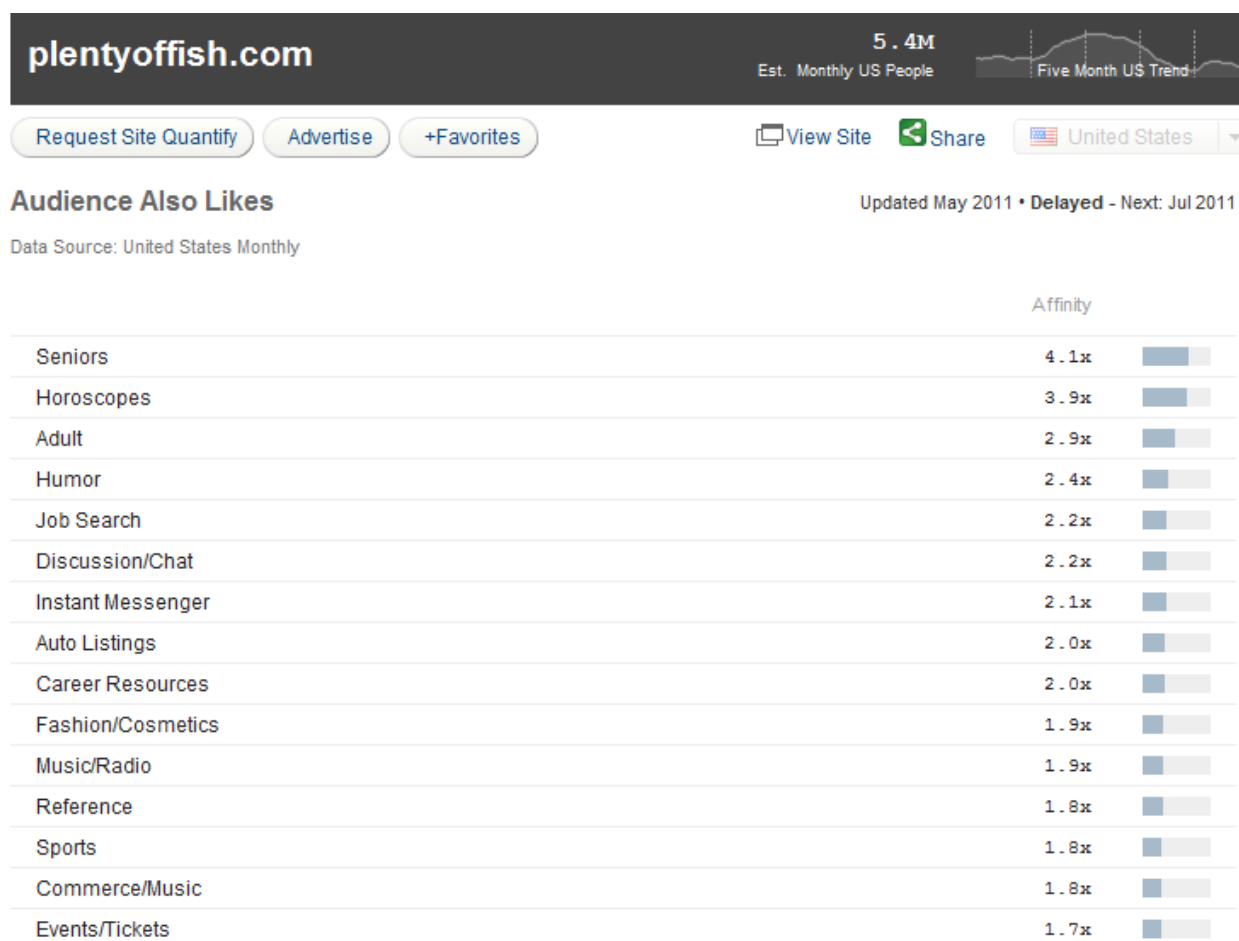 plentyoffish.com
5.4M
Est. Monthly US People
Five Month US Trend
Request Site Quantify Advertise +Favorites View Site Share United States
Audience Also Likes Updated May 2011 • Delayed - Next: Jul 2011
Data Source: United States Monthly
Affinity
Seniors 4.1x
Horoscopes 3.9x
Adult 2.9x
Humor 2.4x
Job Search 2.2x
Discussion/Chat 2.2x
Instant Messenger 2.1x
Auto Listings 2.0x
Career Resources 2.0x
Fashion/Cosmetics 1.9x
Music/Radio 1.9x
Reference 1.8x
Sports 1.8x
Commerce/Music 1.8x
Events/Tickets 1.7x